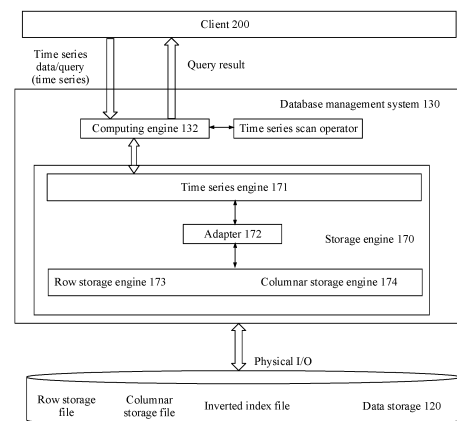 Client 200
Time series
data/query
(time series)
Query result
Database management system 130
Computing engine 132
Time series scan operator
Time series engine 171
Adapter 172
Storage engine 170
Row storage engine 173
Columnar storage engine 174
Physical I/O
Row storage
file
Columnar
storage file
Inverted index file
Data storage 120